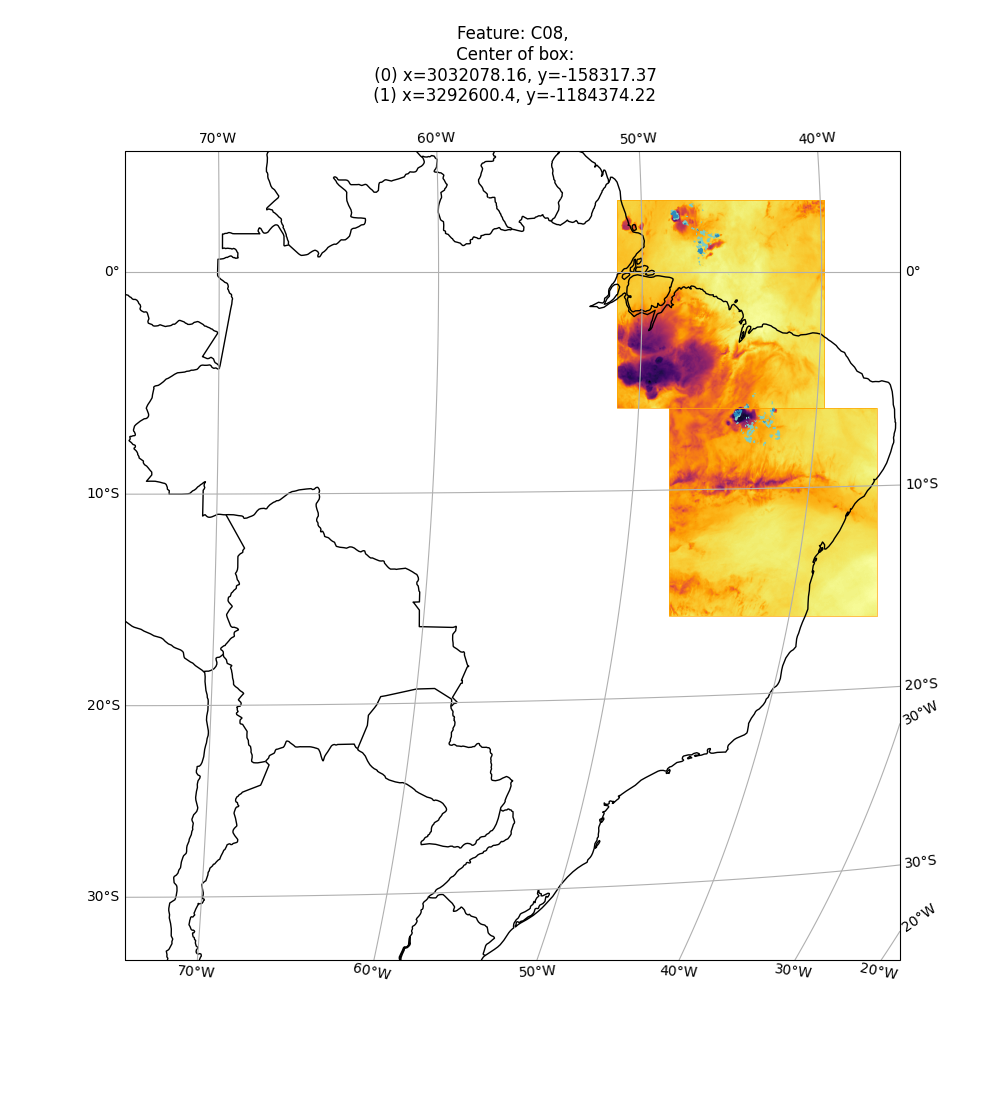 Feature: C08,
Center of box:
(0) x=3032078.16, y=-158317.37
(1) x=3292600.4, y=-1184374.22
70°W 60°W 50°W 40°W
0° 0°
10°S 10°S
20°S 20°S
30°W
30°S 30°S
20°W
70°W 60°W 50°W 40°W 30°W 20°W